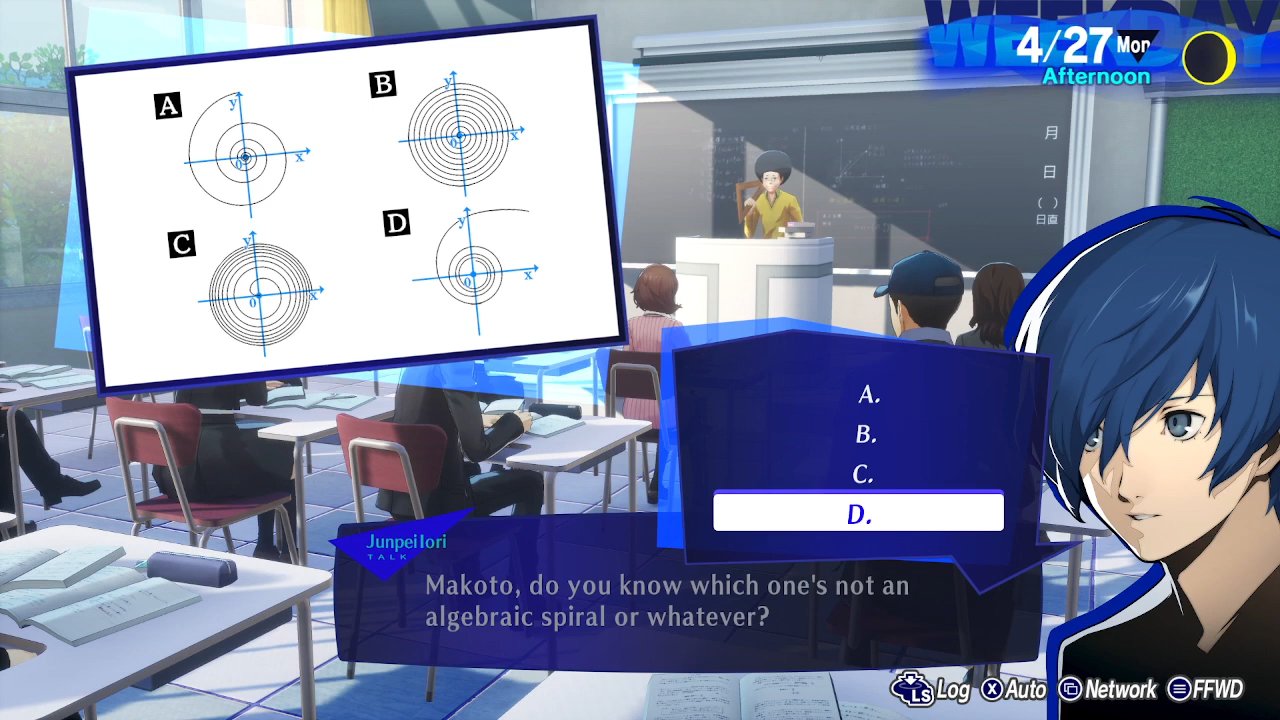 WEEKDAY
4/27 Mon
Afternoon
A
y
x
0
B
y
x
0
C
y
x
0
D
y
x
0
月
日
( )
日直
A.
B.
C.
D.
Junpei Iori
TALK
Makoto, do you know which one's not an
algebraic spiral or whatever?
LS Log X Auto Network FFWD